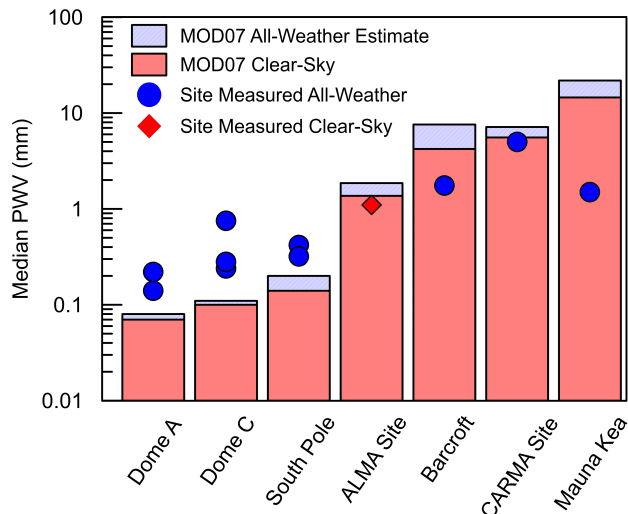 100
10
1
0.1
0.01
Median PWV (mm)
MOD07 All-Weather Estimate
MOD07 Clear-Sky
Site Measured All-Weather
Site Measured Clear-Sky
Dome A
Dome C
South Pole
ALMA Site
Barcroft
CARMA Site
Mauna Kea